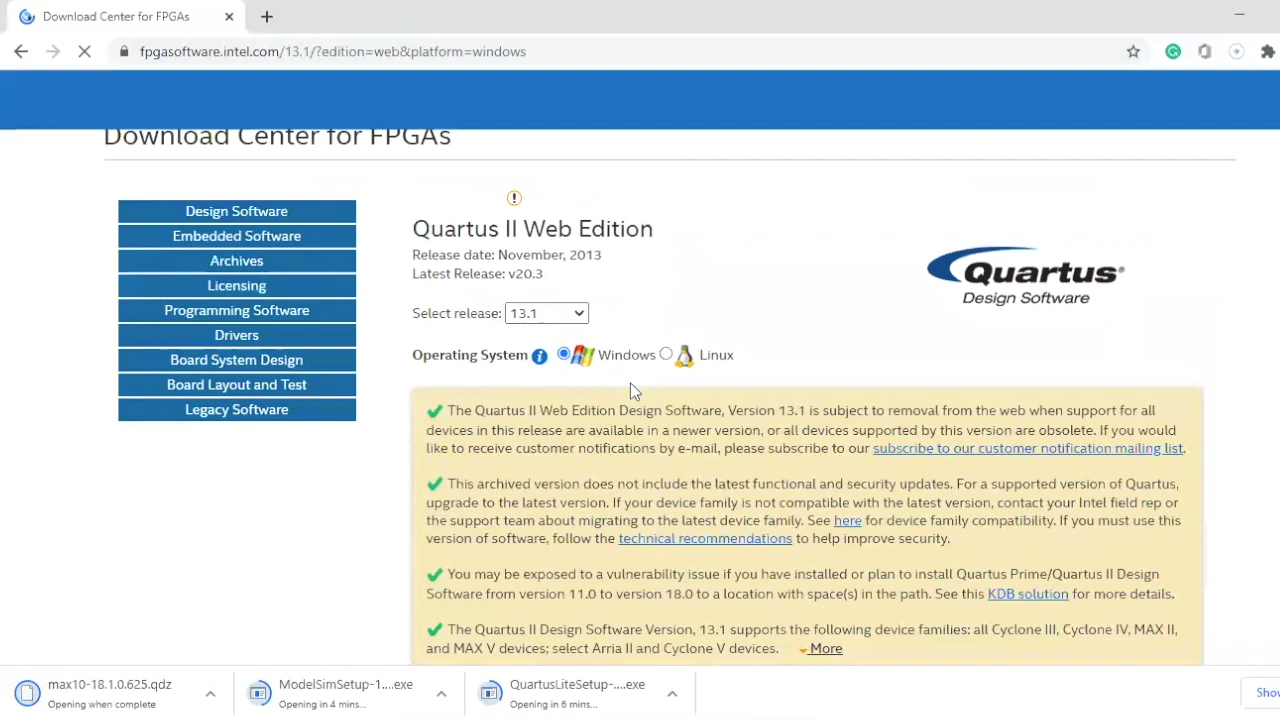 Download Center for FPGAs
fpgasoftware.intel.com/13.1/?edition=web&platform=windows
Download Center for FPGAs
Design Software
Embedded Software
Archives
Licensing
Programming Software
Drivers
Board System Design
Board Layout and Test
Legacy Software
Quartus II Web Edition
Release date: November, 2013
Latest Release: v20.3
Select release: 13.1
Operating System Windows Linux
Quartus
Design Software
The Quartus II Web Edition Design Software, Version 13.1 is subject to removal from the web when support for all
devices in this release are available in a newer version, or all devices supported by this version are obsolete. If you would
like to receive customer notifications by e-mail, please subscribe to our subscribe to our customer notification mailing list.
This archived version does not include the latest functional and security updates. For a supported version of Quartus,
upgrade to the latest version. If your device family is not compatible with the latest version, contact your Intel field rep or
the support team about migrating to the latest device family. See here for device family compatibility. If you must use this
version of software, follow the technical recommendations to help improve security.
You may be exposed to a vulnerability issue if you have installed or plan to install Quartus Prime/Quartus II Design
Software from version 11.0 to version 18.0 to a location with space(s) in the path. See this KDB solution for more details.
The Quartus II Design Software Version, 13.1 supports the following device families: all Cyclone III, Cyclone IV, MAX II,
and MAX V devices; select Arria II and Cyclone V devices. More
max10-18.1.0.625.qdz
Opening when complete
ModelSimSetup-1....exe
Opening in 4 mins...
QuartusLiteSetup-....exe
Opening in 6 mins...
Show